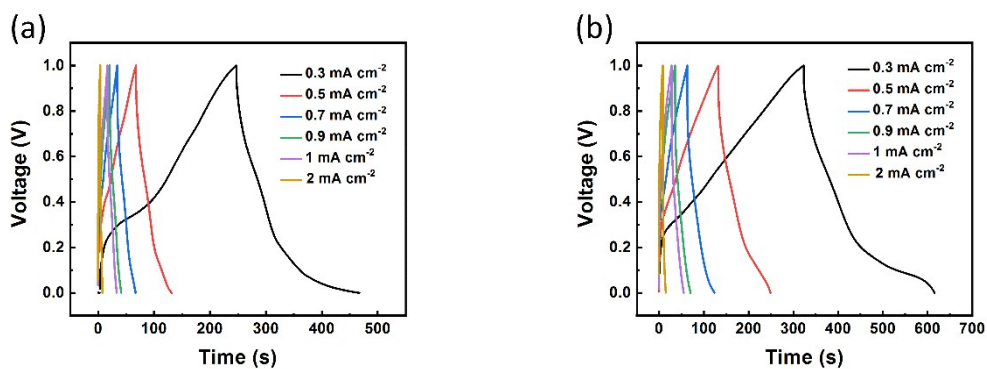 (a)
Voltage (V)
1.0
0.8
0.6
0.4
0.2
0.0
0.3 mA cm⁻²
0.5 mA cm⁻²
0.7 mA cm⁻²
0.9 mA cm⁻²
1 mA cm⁻²
2 mA cm⁻²
0 100 200 300 400 500
Time (s)
(b)
Voltage (V)
1.0
0.8
0.6
0.4
0.2
0.0
0.3 mA cm⁻²
0.5 mA cm⁻²
0.7 mA cm⁻²
0.9 mA cm⁻²
1 mA cm⁻²
2 mA cm⁻²
0 100 200 300 400 500 600 700
Time (s)